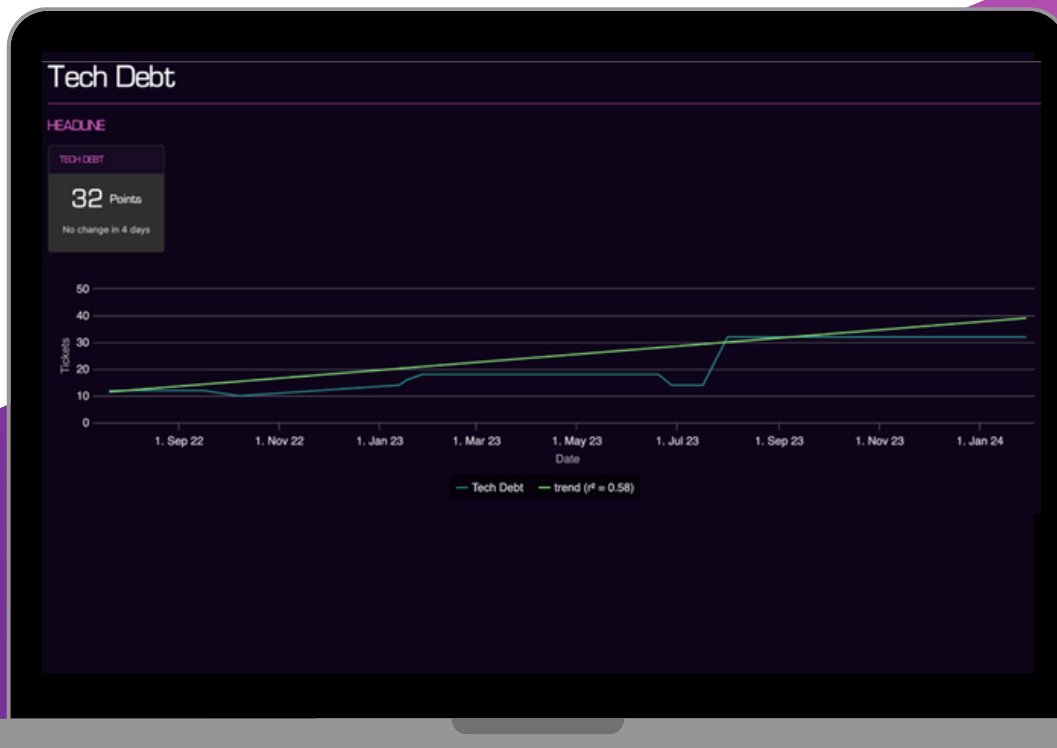 Tech Debt
HEADLINE
TECH DEBT
32 Points
No change in 4 days
50
40
30
20
10
0
Tickets
1. Sep 22 1. Nov 22 1. Jan 23 1. Mar 23 1. May 23 1. Jul 23 1. Sep 23 1. Nov 23 1. Jan 24
Date
Tech Debt trend (r² = 0.58)